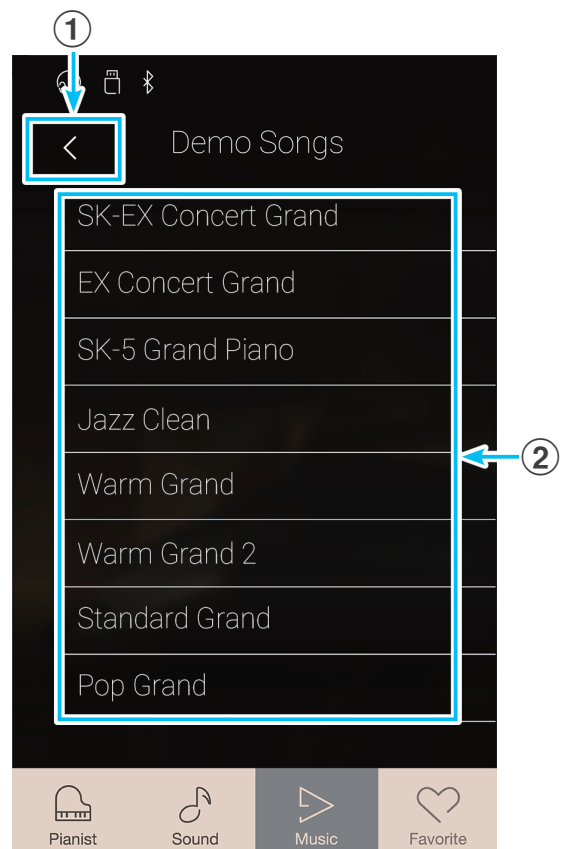 1
Demo Songs
SK-EX Concert Grand
EX Concert Grand
SK-5 Grand Piano
Jazz Clean
2
Warm Grand
Warm Grand 2
Standard Grand
Pop Grand
Pianist Sound Music Favorite